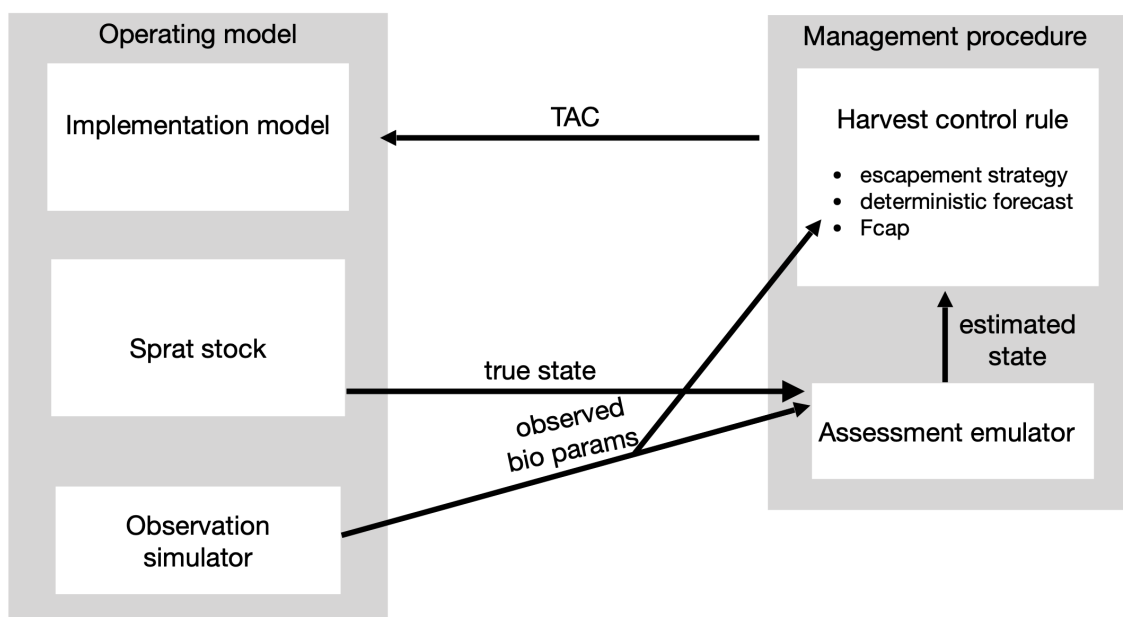 Operating model
Implementation model
Sprat stock
Observation
simulator
TAC
true state
observed
bio params
Management procedure
Harvest control rule
• escapement strategy
• deterministic forecast
• Fcap
estimated
state
Assessment emulator